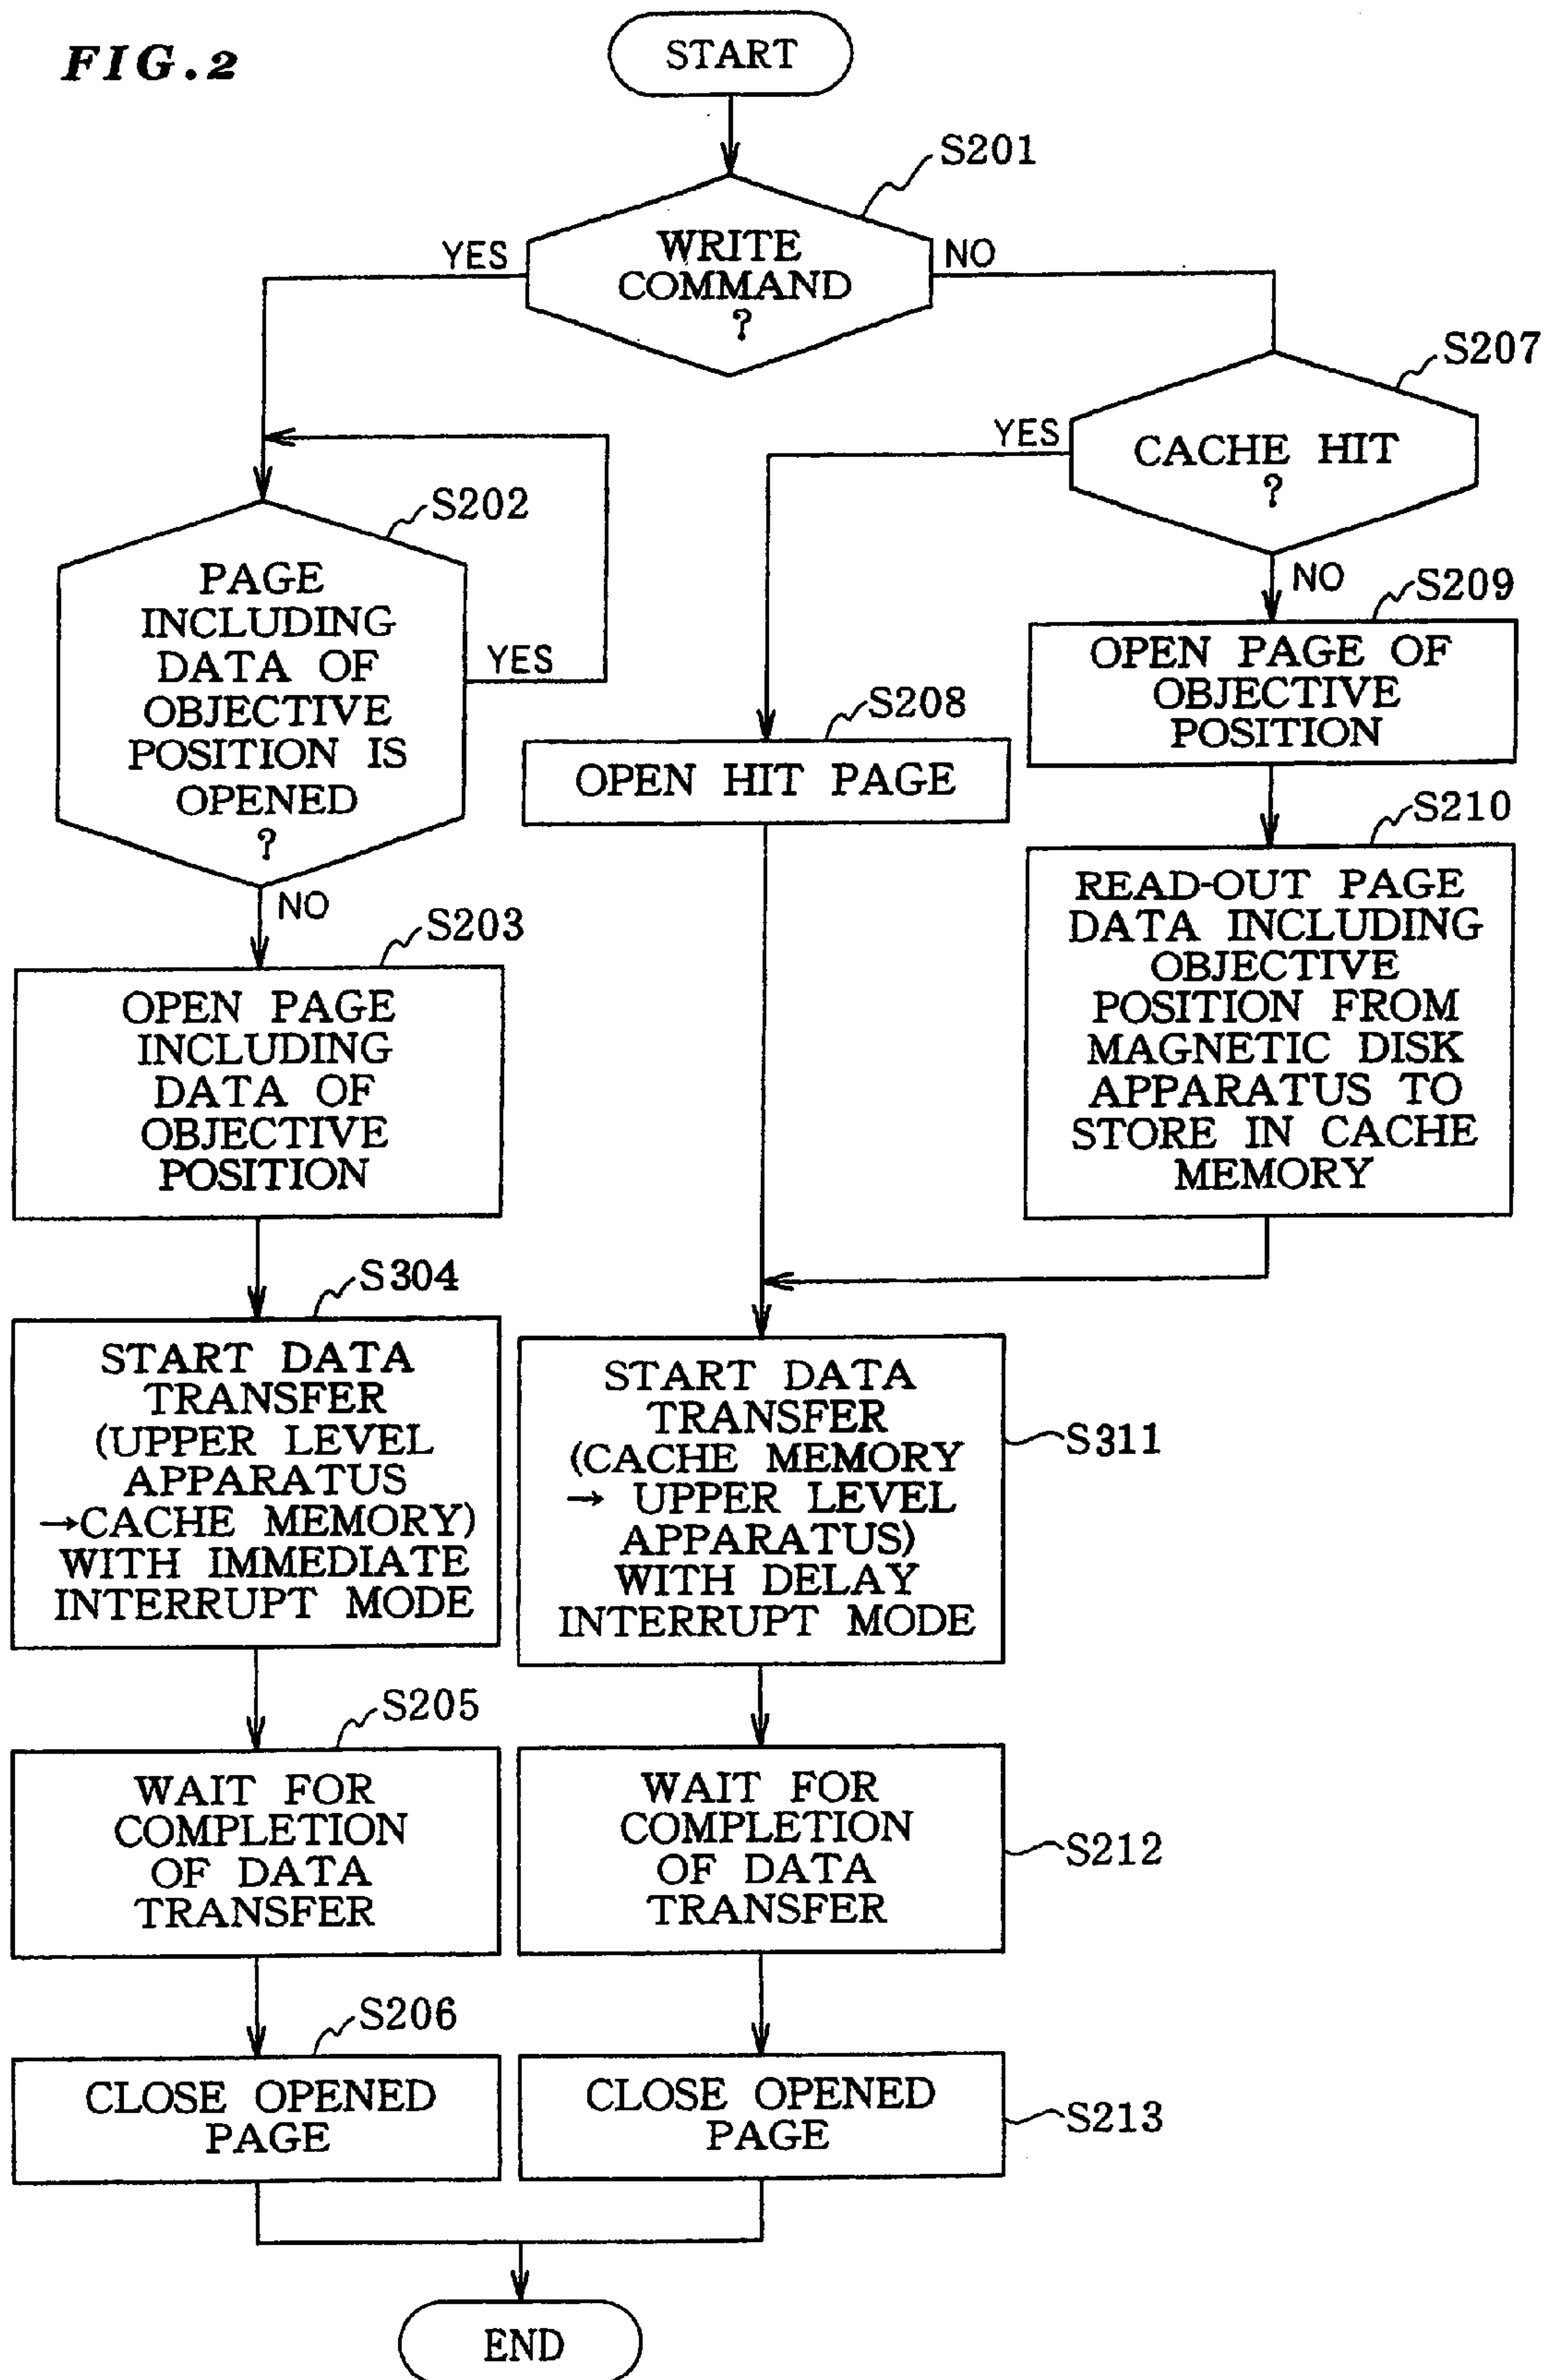 FIG.2
START
S201
WRITE
COMMAND
?
YES
NO
S207
CACHE HIT
?
YES
NO
S202
PAGE
INCLUDING
DATA OF
OBJECTIVE
POSITION IS
OPENED
?
YES
NO
S209
OPEN PAGE OF
OBJECTIVE
POSITION
S208
OPEN HIT PAGE
S210
READ-OUT PAGE
DATA INCLUDING
OBJECTIVE
POSITION FROM
MAGNETIC DISK
APPARATUS TO
STORE IN CACHE
MEMORY
S203
OPEN PAGE
INCLUDING
DATA OF
OBJECTIVE
POSITION
S304
START DATA
TRANSFER
(UPPER LEVEL
APPARATUS
→CACHE MEMORY)
WITH IMMEDIATE
INTERRUPT MODE
START DATA
TRANSFER
(CACHE MEMORY
→ UPPER LEVEL
APPARATUS)
WITH DELAY
INTERRUPT MODE
S311
S205
WAIT FOR
COMPLETION
OF DATA
TRANSFER
WAIT FOR
COMPLETION
OF DATA
TRANSFER
S212
S206
CLOSE OPENED
PAGE
CLOSE OPENED
PAGE
S213
END